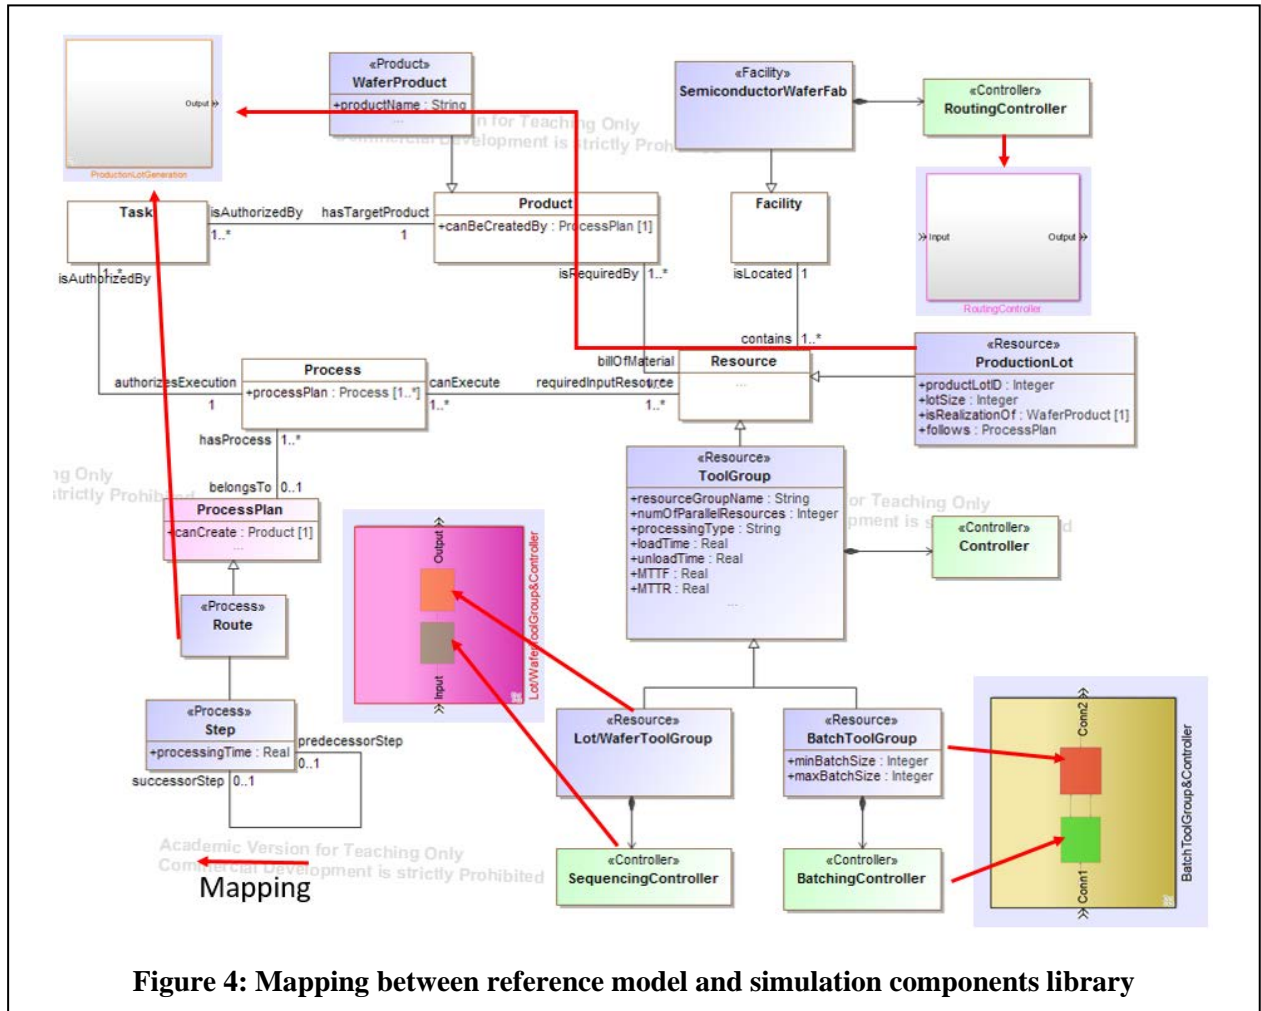 Output
ProductionLotGeneration
«Product»
WaferProduct
+productName : String
...
«Facility»
SemiconductorWaferFab
«Controller»
RoutingController
Input
Output
RoutingController
Task
isAuthorizedBy
1..*
hasTargetProduct
1
Product
+canBeCreatedBy : ProcessPlan [1]
Facility
isLocated
1
1..*
isAuthorizedBy
isRequiredBy
1..*
contains
1..*
«Resource»
ProductionLot
+productLotID : Integer
+lotSize : Integer
+isRealizationOf : WaferProduct [1]
+follows : ProcessPlan
billOfMaterial
Resource
...
authorizesExecution
1
Process
+processPlan : Process [1..*]
canExecute
1..*
requiredInputResource
1..*
hasProcess
1..*
belongsTo
0..1
ProcessPlan
+canCreate : Product [1]
...
«Resource»
ToolGroup
+resourceGroupName : String
+numOfParallelResources : Integer
+processingType : String
+loadTime : Real
+unloadTime : Real
+MTTF : Real
+MTTR : Real
...
«Controller»
Controller
Output
Input
Lot/WaferToolGroup&Controller
«Process»
Route
«Process»
Step
+processingTime : Real
predecessorStep
0..1
successorStep
0..1
«Resource»
Lot/WaferToolGroup
«Resource»
BatchToolGroup
+minBatchSize : Integer
+maxBatchSize : Integer
Conn2
Conn1
BatchToolGroup&Controller
«Controller»
SequencingController
«Controller»
BatchingController
Academic Version for Teaching Only
Commercial Development is strictly Prohibited
Mapping
Figure 4: Mapping between reference model and simulation components library